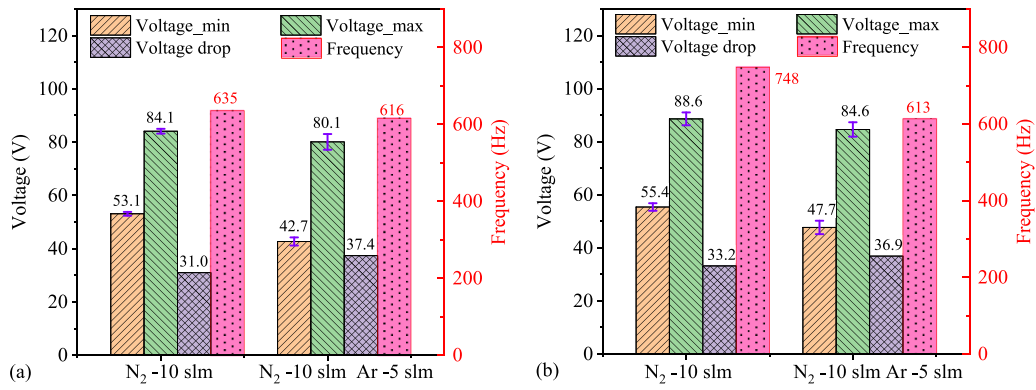 Voltage_min
Voltage_max
Voltage drop
Frequency
Voltage (V)
0
20
40
60
80
100
120
Frequency (Hz)
0
200
400
600
800
53.1
84.1
31.0
635
42.7
80.1
37.4
616
N₂ -10 slm
N₂ -10 slm Ar -5 slm
(a)
Voltage_min
Voltage_max
Voltage drop
Frequency
Voltage (V)
0
20
40
60
80
100
120
Frequency (Hz)
0
200
400
600
800
55.4
88.6
33.2
748
47.7
84.6
36.9
613
N₂ -10 slm
N₂ -10 slm Ar -5 slm
(b)